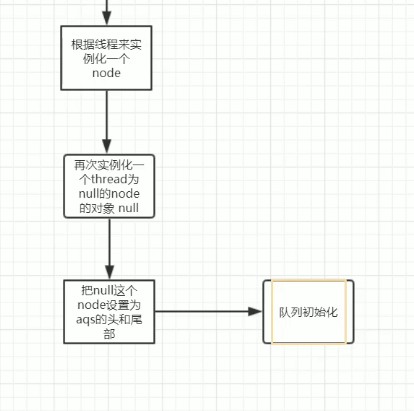 根据线程来实
例化一个
node
再次实例化一
个thread为
null的node
的对象 null
把null这个
node设置为
aqs的头和尾
部
队列初始化